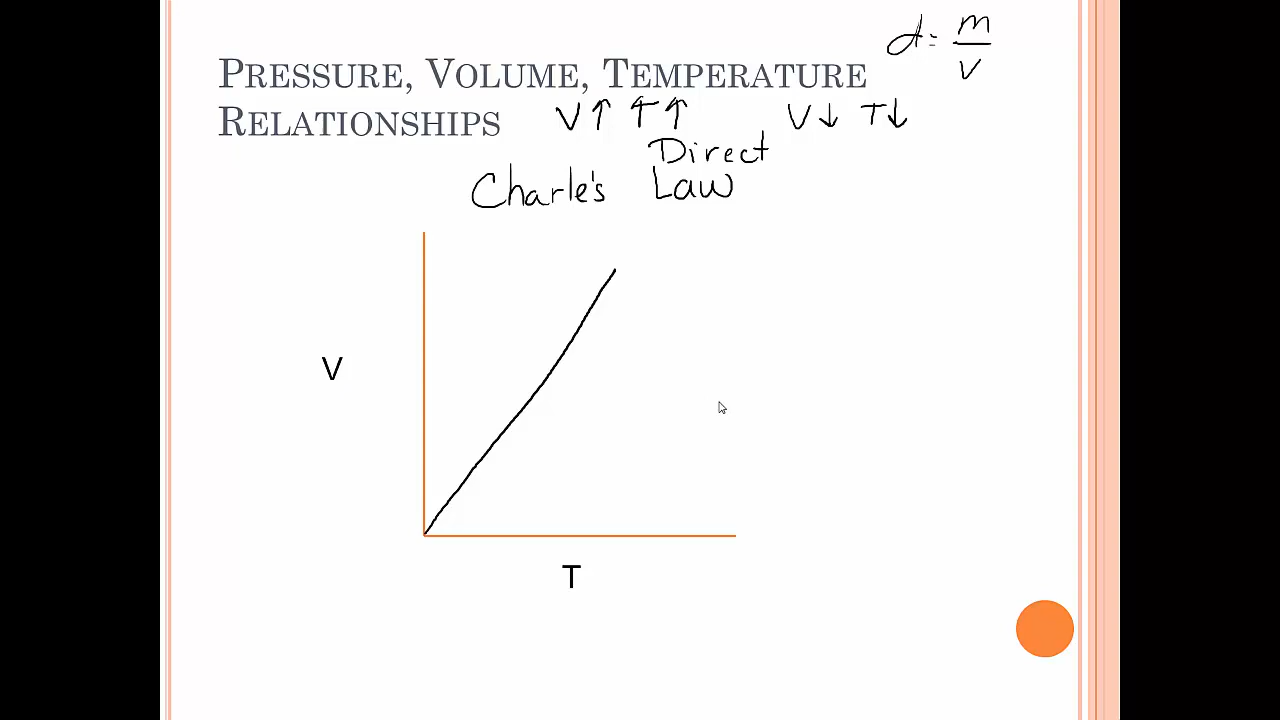 d = m/v
PRESSURE, VOLUME, TEMPERATURE
RELATIONSHIPS V↑ T↑ V↓ T↓
Direct
Charle's Law
V
T